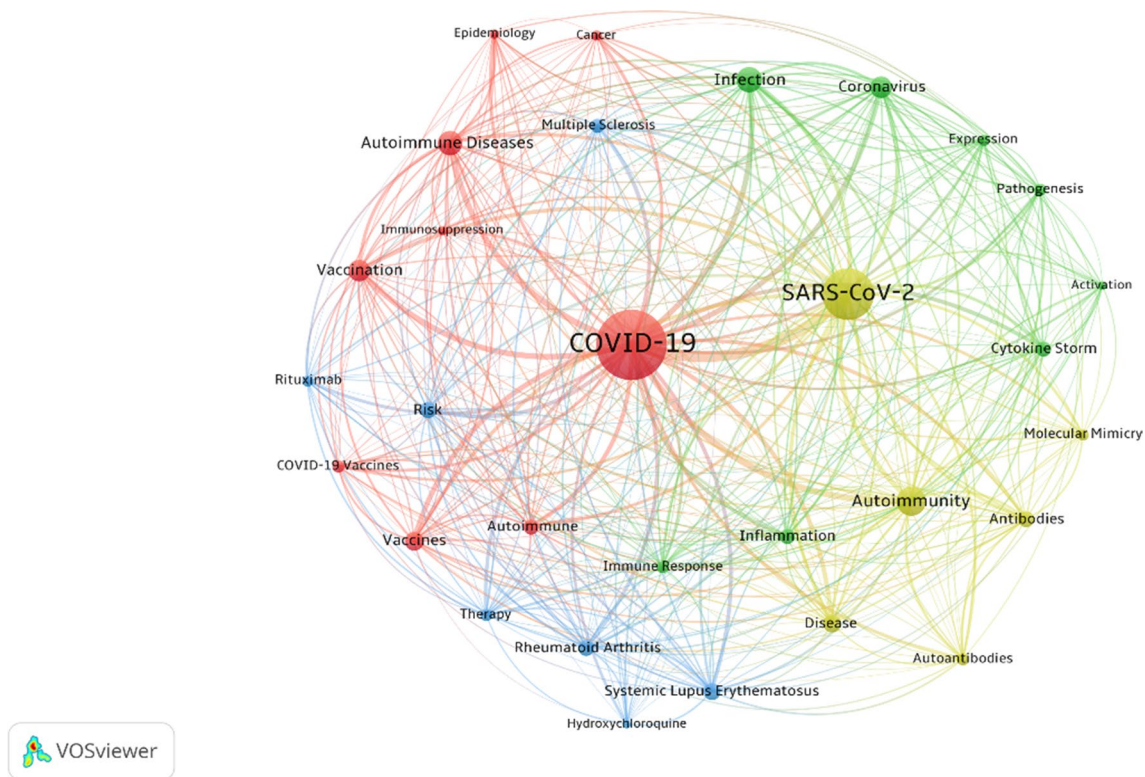 Epidemiology
Cancer
Infection
Coronavirus
Multiple Sclerosis
Autoimmune Diseases
Expression
Pathogenesis
Immunosuppression
Vaccination
Activation
SARS-CoV-2
COVID-19
Cytokine Storm
Rituximab
Risk
Molecular Mimicry
COVID-19 Vaccines
Autoimmunity
Antibodies
Autoimmune
Vaccines
Inflammation
Immune Response
Therapy
Disease
Rheumatoid Arthritis
Autoantibodies
Systemic Lupus Erythematosus
Hydroxychloroquine
VOSviewer